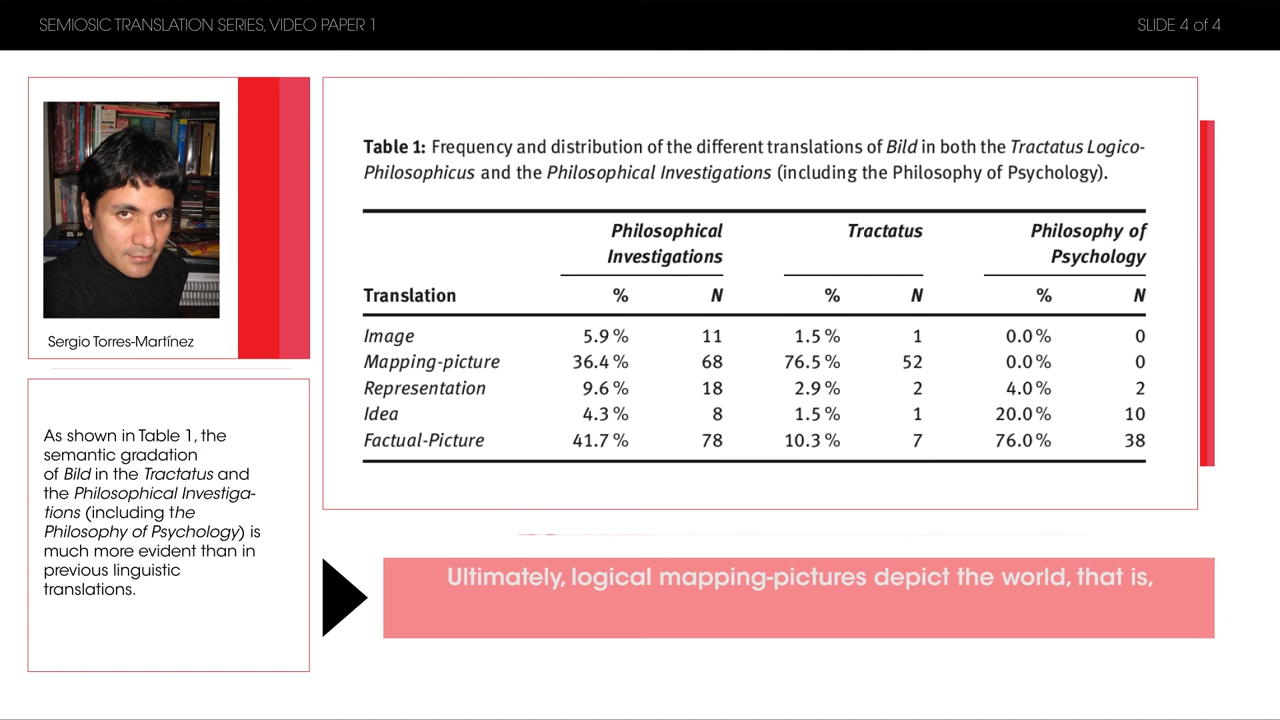 SEMIOSIC TRANSLATION SERIES, VIDEO PAPER 1
SLIDE 4 of 4
Sergio Torres-Martínez
As shown in Table 1, the
semantic gradation
of Bild in the Tractatus and
the Philosophical Investiga-
tions (including the
Philosophy of Psychology) is
much more evident than in
previous linguistic
translations.
Table 1: Frequency and distribution of the different translations of Bild in both the Tractatus Logico-
Philosophicus and the Philosophical Investigations (including the Philosophy of Psychology).
Philosophical Tractatus Philosophy of
Investigations Psychology
Translation % N % N % N
Image 5.9 % 11 1.5 % 1 0.0 % 0
Mapping-picture 36.4 % 68 76.5 % 52 0.0 % 0
Representation 9.6 % 18 2.9 % 2 4.0 % 2
Idea 4.3 % 8 1.5 % 1 20.0 % 10
Factual-Picture 41.7 % 78 10.3 % 7 76.0 % 38
Ultimately, logical mapping-pictures depict the world, that is,